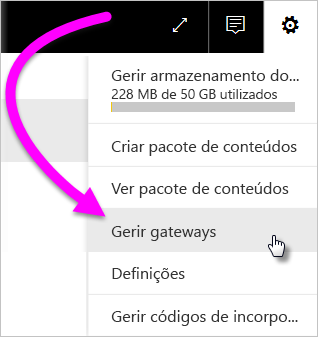 Gerir armazenamento do...
228 MB de 50 GB utilizados
Criar pacote de conteúdos
Ver pacote de conteúdos
Gerir gateways
Definições
Gerir códigos de incorpo...